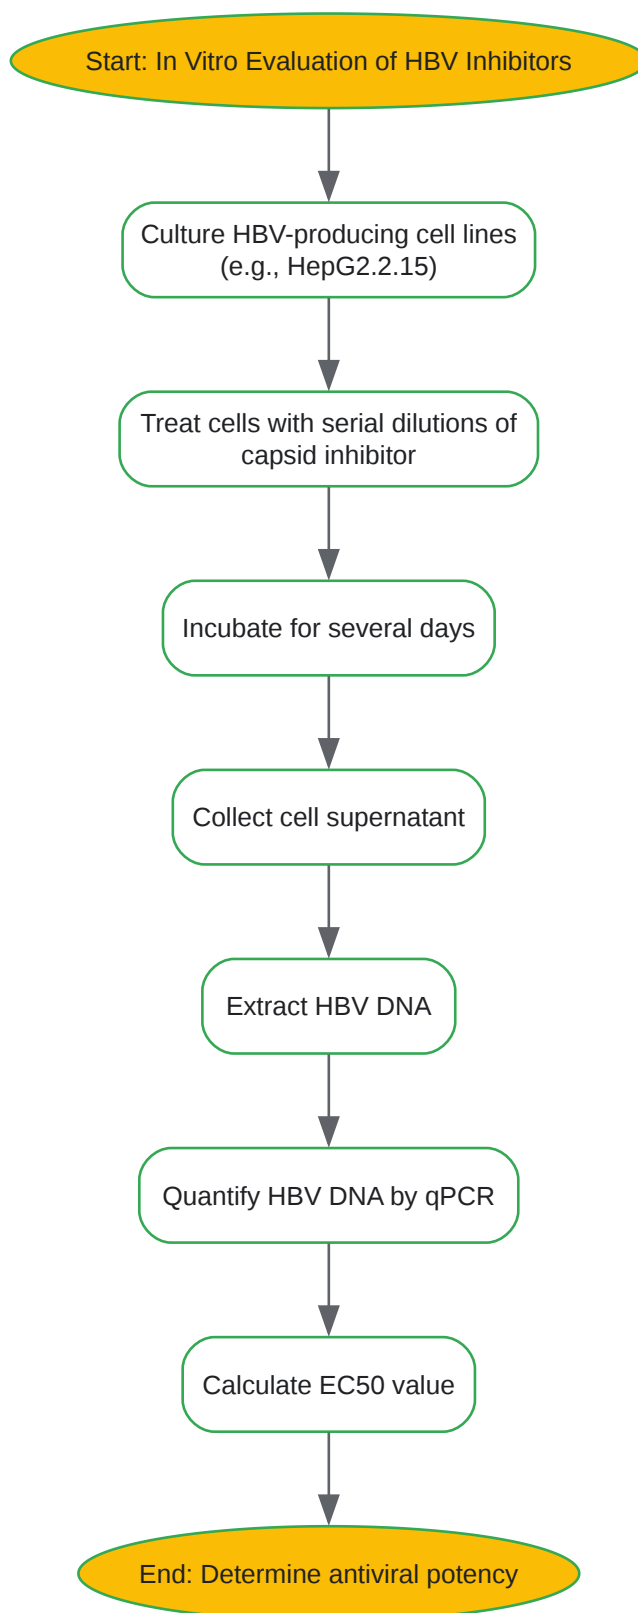 Start: In Vitro Evaluation of HBV Inhibitors
Culture HBV-producing cell lines
(e.g., HepG2.2.15)
Treat cells with serial dilutions of
capsid inhibitor
Incubate for several days
Collect cell supernatant
Extract HBV DNA
Quantify HBV DNA by qPCR
Calculate EC50 value
End: Determine antiviral potency